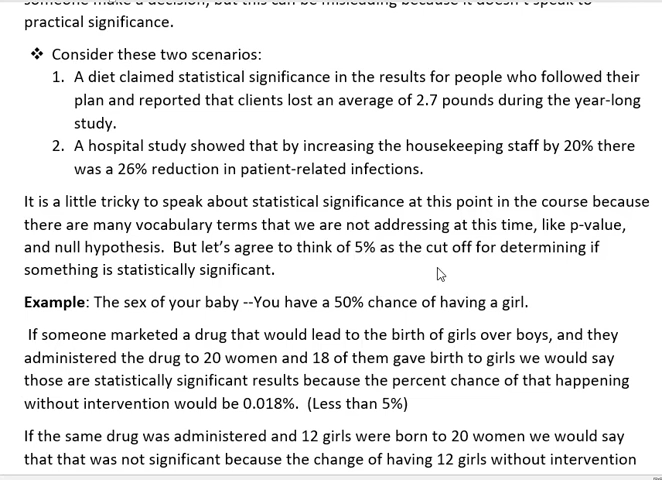 practical significance.
❖ Consider these two scenarios:
1. A diet claimed statistical significance in the results for people who followed their
plan and reported that clients lost an average of 2.7 pounds during the year-long
study.
2. A hospital study showed that by increasing the housekeeping staff by 20% there
was a 26% reduction in patient-related infections.
It is a little tricky to speak about statistical significance at this point in the course because
there are many vocabulary terms that we are not addressing at this time, like p-value,
and null hypothesis.  But let's agree to think of 5% as the cut off for determining if
something is statistically significant.
Example: The sex of your baby --You have a 50% chance of having a girl.
If someone marketed a drug that would lead to the birth of girls over boys, and they
administered the drug to 20 women and 18 of them gave birth to girls we would say
those are statistically significant results because the percent chance of that happening
without intervention would be 0.018%.  (Less than 5%)
If the same drug was administered and 12 girls were born to 20 women we would say
that that was not significant because the change of having 12 girls without intervention